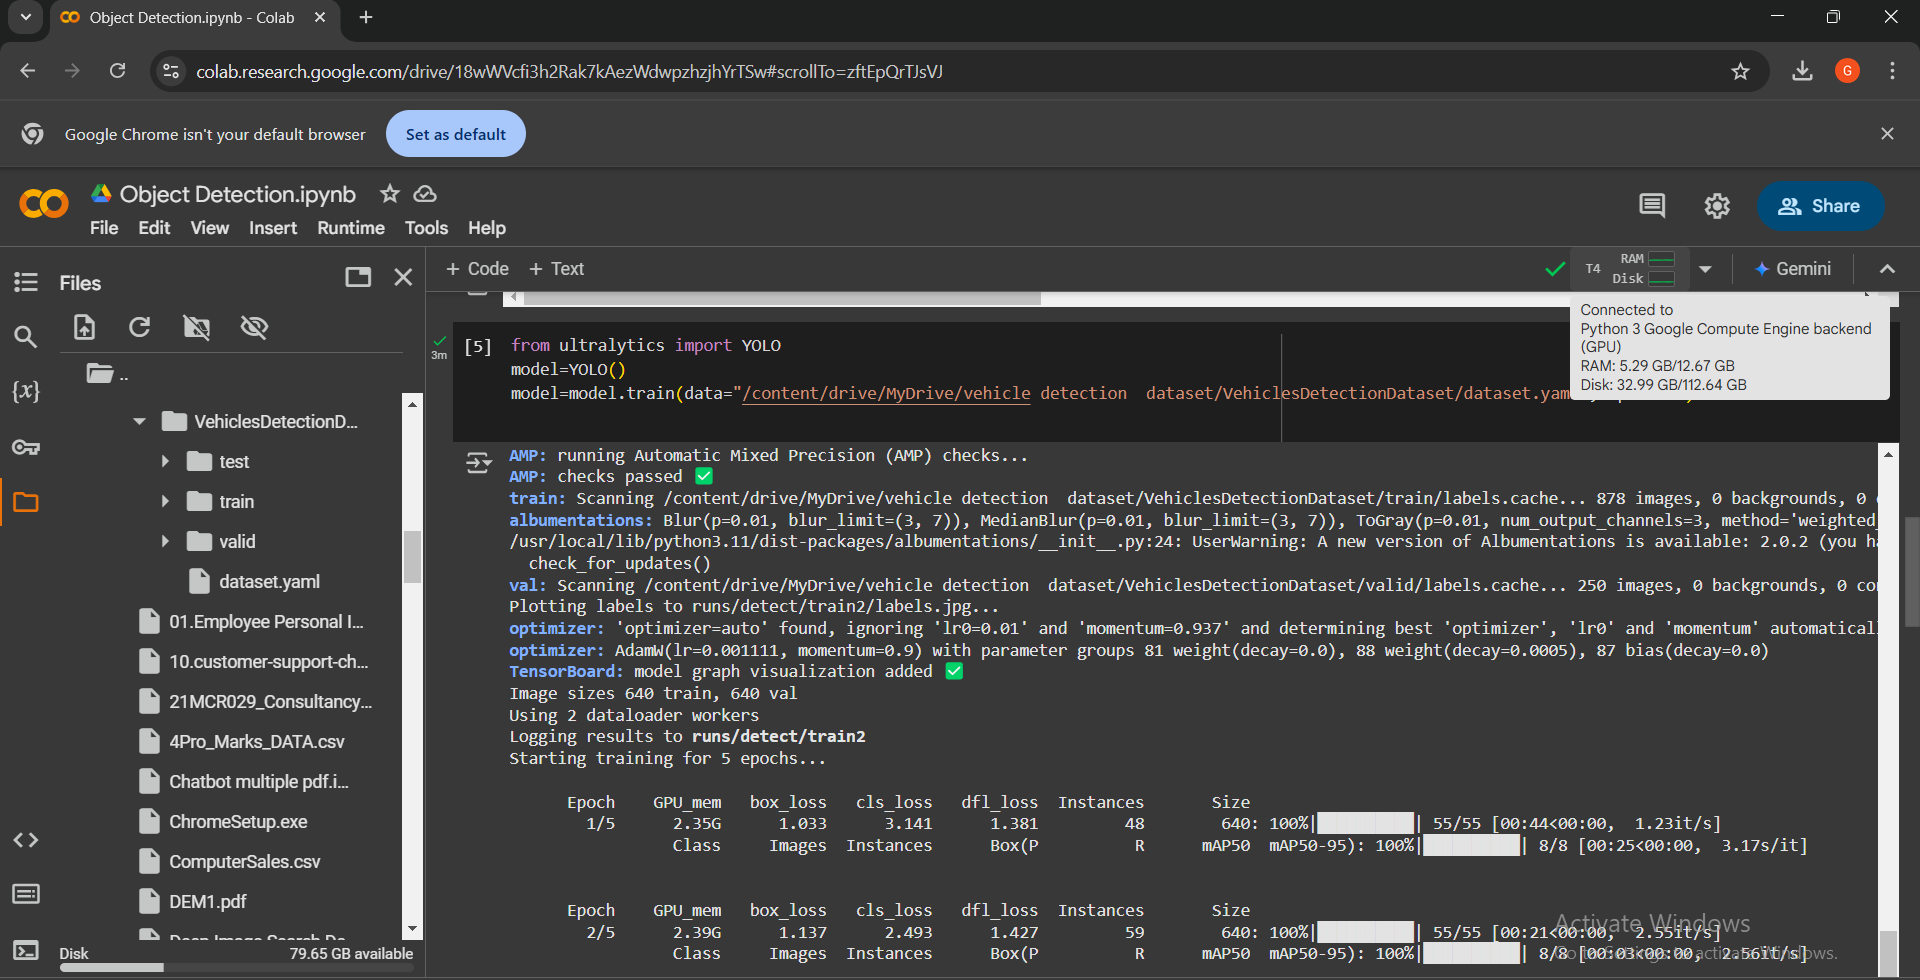 Object Detection.ipynb - Colab
colab.research.google.com/drive/18wWVcfi3h2Rak7kAezWdwpzhzjhYrTSw#scrollTo=zftEpQrTJsVJ
G
Google Chrome isn't your default browser
Set as default
Object Detection.ipynb
File Edit View Insert Runtime Tools Help
Share
Files
+ Code + Text
T4
RAM
Disk
Gemini
Connected to
Python 3 Google Compute Engine backend
(GPU)
RAM: 5.29 GB/12.67 GB
Disk: 32.99 GB/112.64 GB
..
VehiclesDetectionD...
test
train
valid
dataset.yaml
01.Employee Personal I...
10.customer-support-ch...
21MCR029_Consultancy...
4Pro_Marks_DATA.csv
Chatbot multiple pdf.i...
ChromeSetup.exe
ComputerSales.csv
DEM1.pdf
Disk 79.65 GB available
3m
[5] from ultralytics import YOLO
model=YOLO()
model=model.train(data="/content/drive/MyDrive/vehicle detection  dataset/VehiclesDetectionDataset/dataset.yam
AMP: running Automatic Mixed Precision (AMP) checks...
AMP: checks passed ✅
train: Scanning /content/drive/MyDrive/vehicle detection  dataset/VehiclesDetectionDataset/train/labels.cache... 878 images, 0 backgrounds, 0
albumentations: Blur(p=0.01, blur_limit=(3, 7)), MedianBlur(p=0.01, blur_limit=(3, 7)), ToGray(p=0.01, num_output_channels=3, method='weighted_
/usr/local/lib/python3.11/dist-packages/albumentations/__init__.py:24: UserWarning: A new version of Albumentations is available: 2.0.2 (you ha
check_for_updates()
val: Scanning /content/drive/MyDrive/vehicle detection  dataset/VehiclesDetectionDataset/valid/labels.cache... 250 images, 0 backgrounds, 0 co
Plotting labels to runs/detect/train2/labels.jpg...
optimizer: 'optimizer=auto' found, ignoring 'lr0=0.01' and 'momentum=0.937' and determining best 'optimizer', 'lr0' and 'momentum' automatical
optimizer: AdamW(lr=0.001111, momentum=0.9) with parameter groups 81 weight(decay=0.0), 88 weight(decay=0.0005), 87 bias(decay=0.0)
TensorBoard: model graph visualization added ✅
Image sizes 640 train, 640 val
Using 2 dataloader workers
Logging results to runs/detect/train2
Starting training for 5 epochs...
Epoch GPU_mem box_loss cls_loss dfl_loss Instances Size
1/5 2.35G 1.033 3.141 1.381 48 640: 100%|██████████| 55/55 [00:44<00:00, 1.23it/s]
Class Images Instances Box(P R mAP50 mAP50-95): 100%|██████████| 8/8 [00:25<00:00, 3.17s/it]
Epoch GPU_mem box_loss cls_loss dfl_loss Instances Size
2/5 2.39G 1.137 2.493 1.427 59 640: 100%|██████████| 55/55 [00:21<00:00, 2.55it/s]
Class Images Instances Box(P R mAP50 mAP50-95): 100%|██████████| 8/8 [00:03<00:00, 2.56it/s]
Activate Windows
Go to Settings to activate Windows.